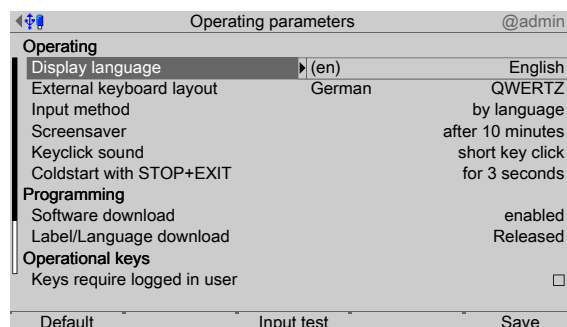 Operating parameters @admin
Operating
Display language (en) English
External keyboard layout German QWERTZ
Input method by language
Screensaver after 10 minutes
Keyclick sound short key click
Coldstart with STOP+EXIT for 3 seconds
Programming
Software download enabled
Label/Language download Released
Operational keys
Keys require logged in user
Default Input test Save